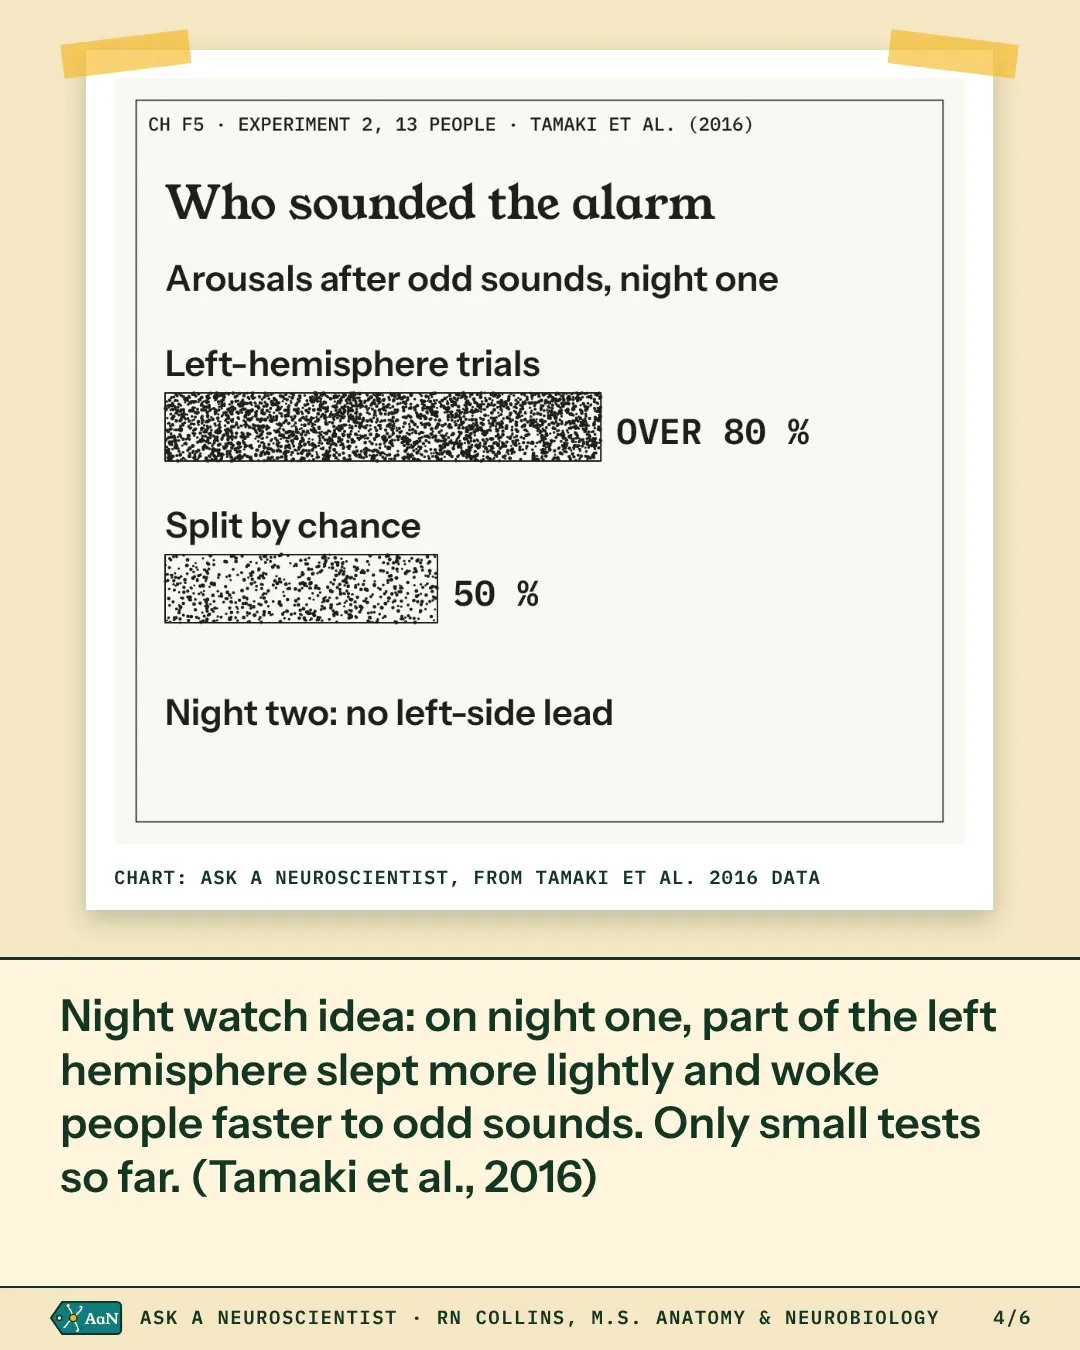 CH F5 · EXPERIMENT 2, 13 PEOPLE · TAMAKI ET AL. (2016)
Who sounded the alarm
Arousals after odd sounds, night one
Left-hemisphere trials
OVER 80 %
Split by chance
50 %
Night two: no left-side lead
CHART: ASK A NEUROSCIENTIST, FROM TAMAKI ET AL. 2016 DATA
Night watch idea: on night one, part of the left
hemisphere slept more lightly and woke
people faster to odd sounds. Only small tests
so far. (Tamaki et al., 2016)
AaN ASK A NEUROSCIENTIST · RN COLLINS, M.S. ANATOMY & NEUROBIOLOGY 4/6